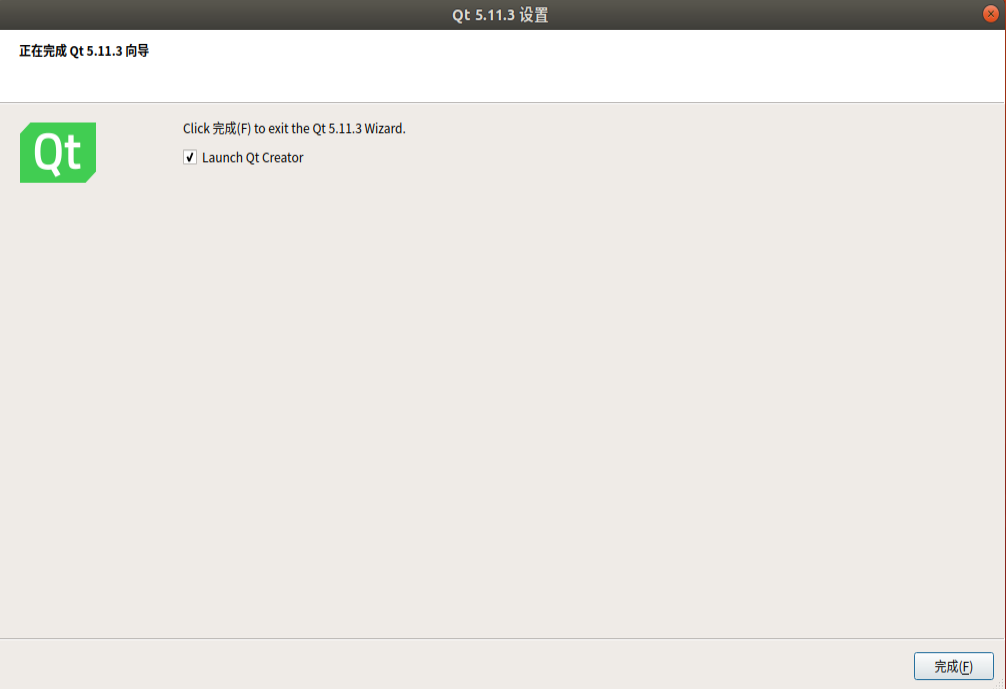 Qt 5.11.3 设置
正在完成 Qt 5.11.3 向导
Qt
Click 完成(F) to exit the Qt 5.11.3 Wizard.
Launch Qt Creator
完成(F)